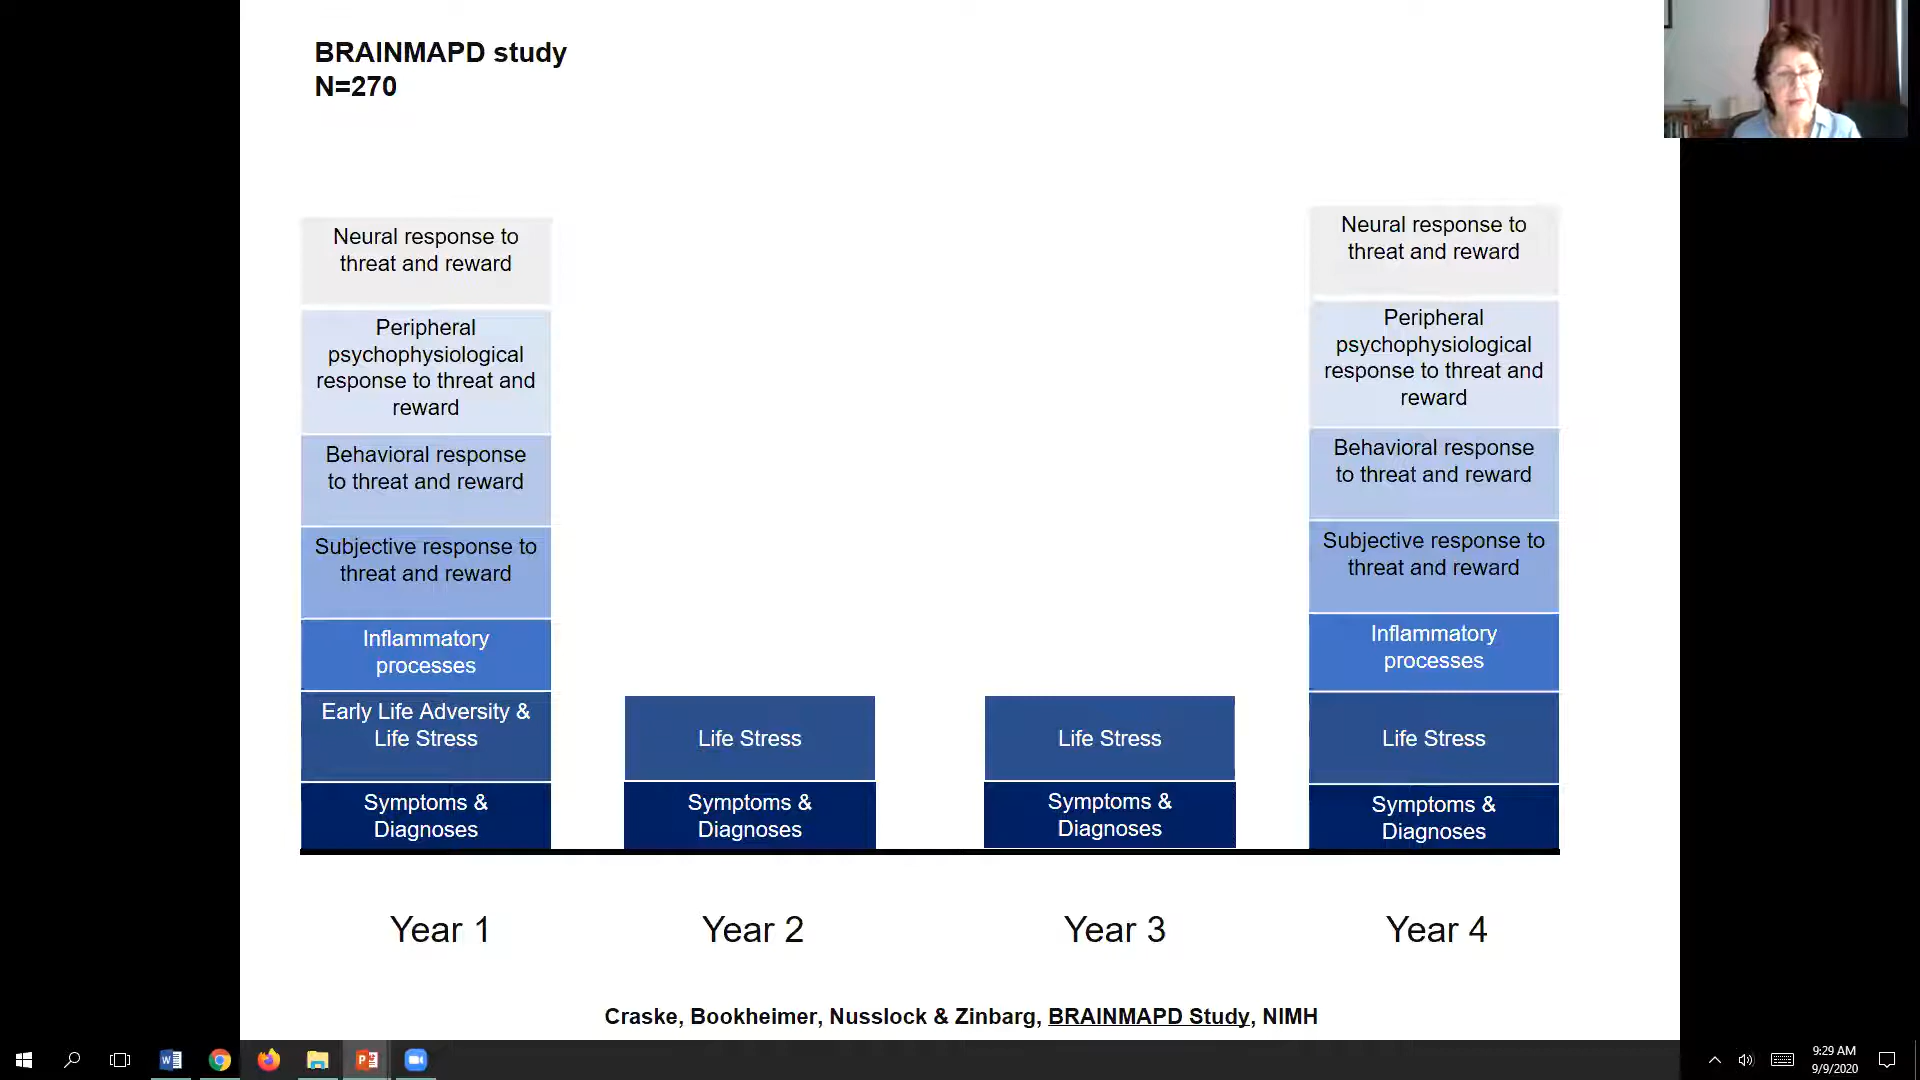 BRAINMAPD study
N=270
Neural response to
threat and reward
Peripheral
psychophysiological
response to threat and
reward
Behavioral response
to threat and reward
Subjective response to
threat and reward
Inflammatory
processes
Early Life Adversity &
Life Stress
Symptoms &
Diagnoses
Life Stress
Symptoms &
Diagnoses
Life Stress
Symptoms &
Diagnoses
Neural response to
threat and reward
Peripheral
psychophysiological
response to threat and
reward
Behavioral response
to threat and reward
Subjective response to
threat and reward
Inflammatory
processes
Life Stress
Symptoms &
Diagnoses
Year 1
Year 2
Year 3
Year 4
Craske, Bookheimer, Nusslock & Zinbarg, BRAINMAPD Study, NIMH
9:29 AM
9/9/2020